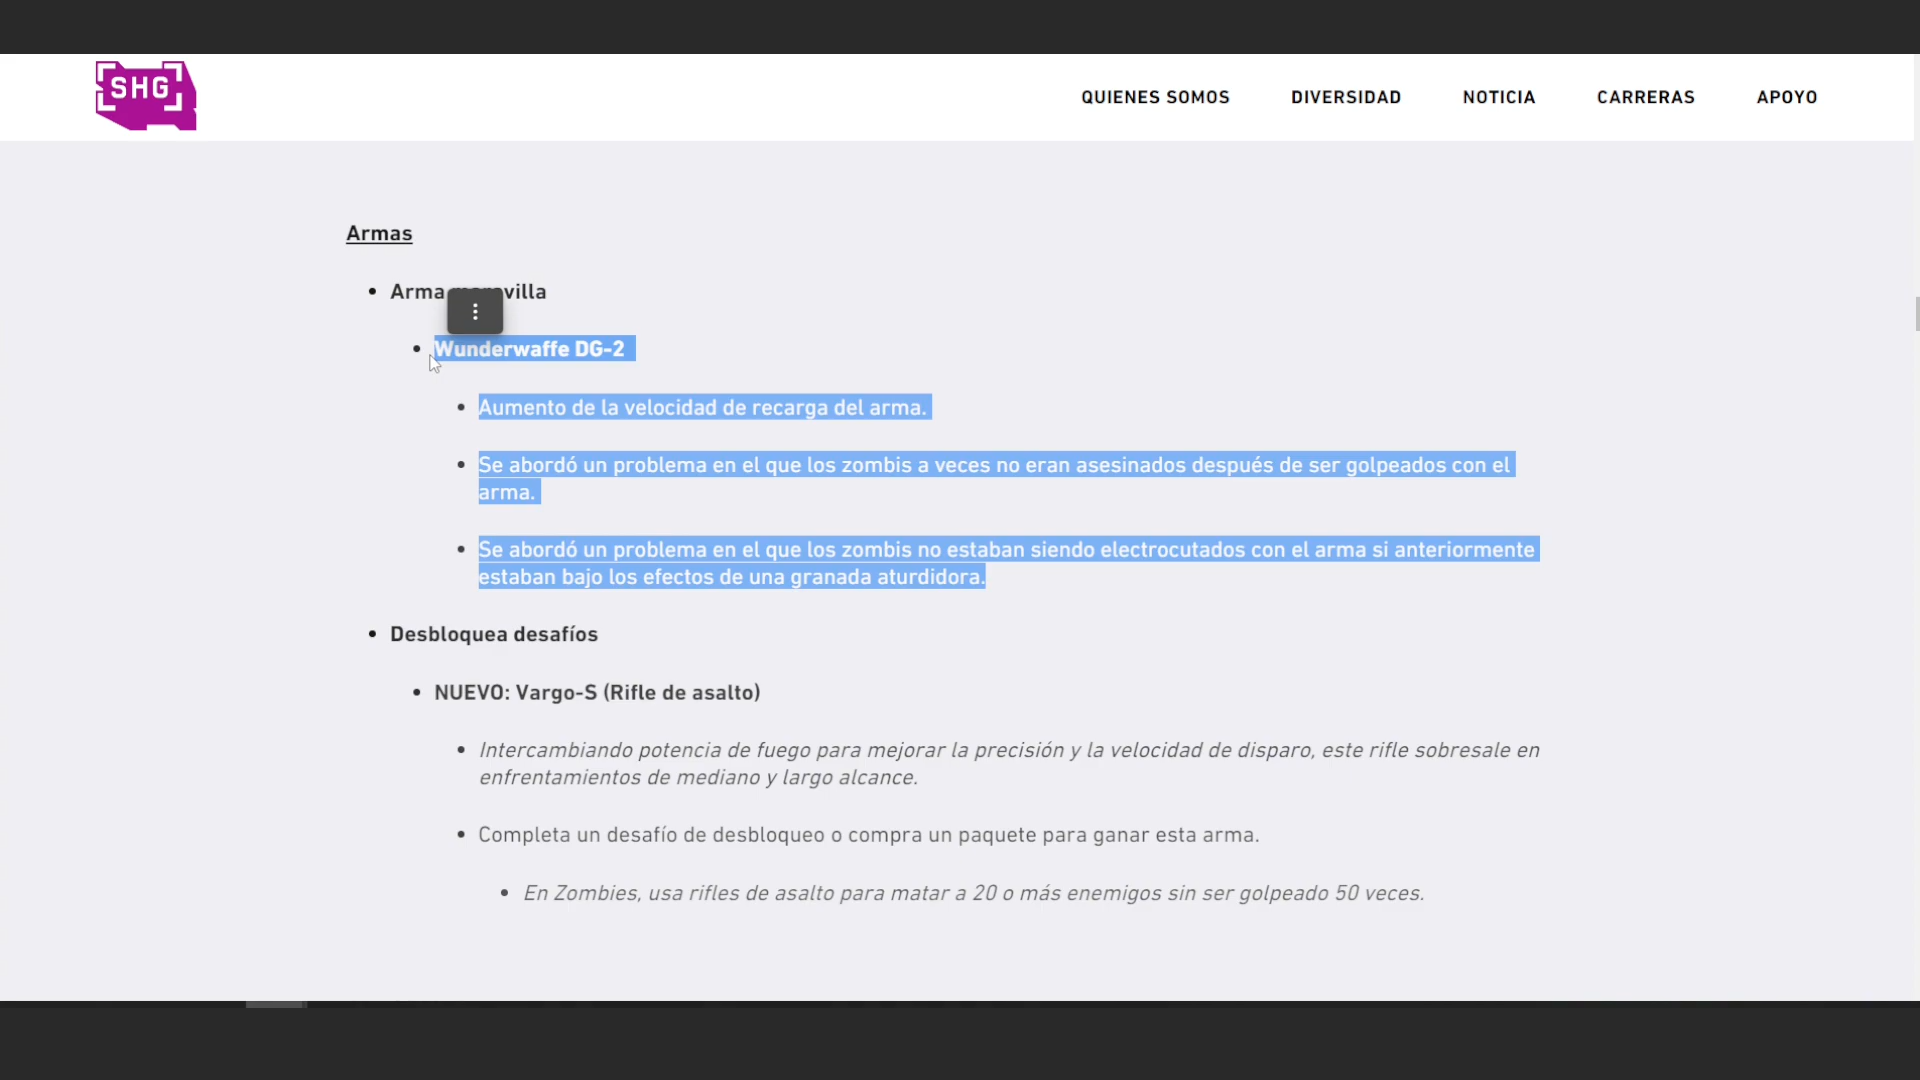 SHG
QUIENES SOMOS
DIVERSIDAD
NOTICIA
CARRERAS
APOYO
Armas
Arma villa
Wunderwaffe DG-2
Aumento de la velocidad de recarga del arma.
Se abordó un problema en el que los zombis a veces no eran asesinados después de ser golpeados con el
arma.
Se abordó un problema en el que los zombis no estaban siendo electrocutados con el arma si anteriormente
estaban bajo los efectos de una granada aturdidora.
Desbloquea desafíos
NUEVO: Vargo-S (Rifle de asalto)
Intercambiando potencia de fuego para mejorar la precisión y la velocidad de disparo, este rifle sobresale en
enfrentamientos de mediano y largo alcance.
Completa un desafío de desbloqueo o compra un paquete para ganar esta arma.
En Zombies, usa rifles de asalto para matar a 20 o más enemigos sin ser golpeado 50 veces.